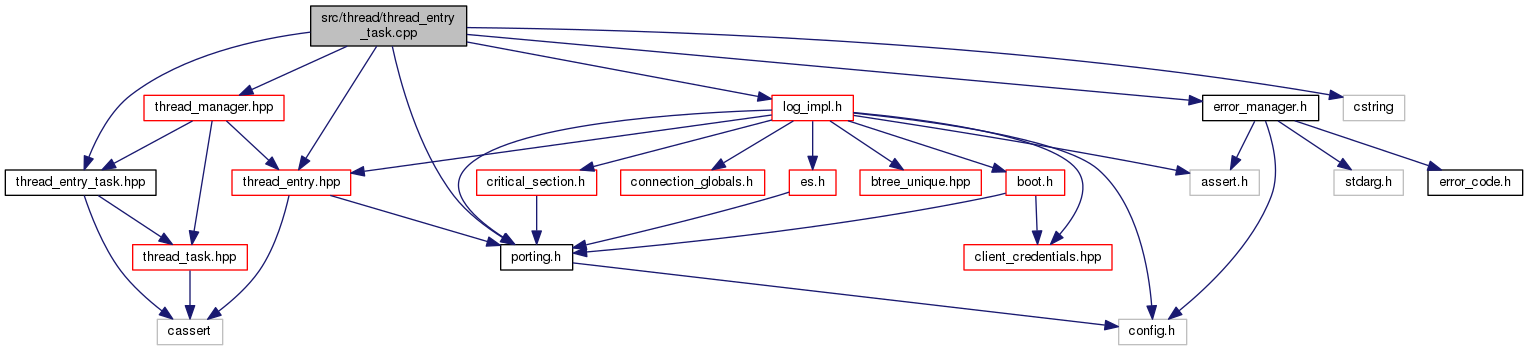 src/thread/thread_entry
_task.cpp
thread_manager.hpp
log_impl.h
error_manager.h
cstring
thread_entry_task.hpp
thread_entry.hpp
critical_section.h
connection_globals.h
es.h
btree_unique.hpp
boot.h
assert.h
stdarg.h
error_code.h
thread_task.hpp
porting.h
client_credentials.hpp
cassert
config.h